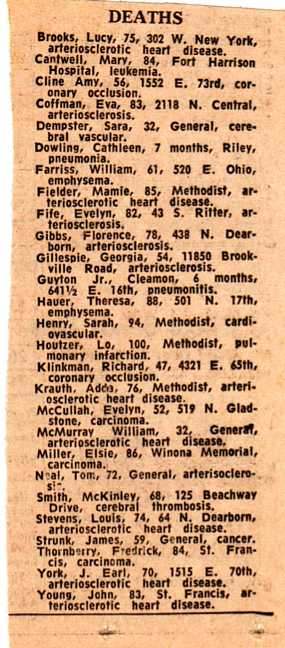 DEATHS
Brooks, Lucy, 75, 302 W. New York,
arteriosclerotic heart disease.
Cantwell, Mary, 84, Fort Harrison
Hospital, leukemia.
Cline Amy, 56, 1552 E. 73rd, cor-
onary occlusion.
Coffman, Eva, 83, 2118 N. Central,
arteriosclerosis.
Dempster, Sara, 32, General, cere-
bral vascular.
Dowling, Cathleen, 7 months, Riley,
pneumonia.
Farriss, William, 61, 520 E. Ohio,
emphysema.
Fielder, Mamie, 85, Methodist, ar-
teriosclerotic heart disease.
Fife, Evelyn, 82, 43 S. Ritter, ar-
teriosclerosis.
Gibbs, Florence, 78, 438 N. Dear-
born, arteriosclerosis.
Gillespie, Georgia, 54, 11850 Brook-
ville Road, arteriosclerosis.
Guyton Jr., Cleamon, 6 months,
641½ E. 16th, pneumonitis.
Hauer, Theresa, 88, 501 N. 17th,
emphysema.
Henry, Sarah, 94, Methodist, cardi-
ovascular.
Houtzer, Lo, 100, Methodist, pul-
monary infarction.
Klinkman, Richard, 47, 4321 E. 65th,
coronary occlusion.
Krauth, Adda, 76, Methodist, arteri-
osclerotic heart disease.
McCullah, Evelyn, 52, 519 N. Glad-
stone, carcinoma.
McMurray William, 32, General,
arteriosclerotic heart disease.
Miller, Elsie, 86, Winona Memorial,
carcinoma.
Neal, Tom, 72, General, arteriosclero-
Smith, McKinley, 68, 125 Beachway
Drive, cerebral thrombosis.
Stevens, Louis, 74, 64 N. Dearborn,
arteriosclerotic heart disease.
Strunk, James, 59, General, cancer.
Thornberry, Fredrick, 84, St. Fran-
cis, carcinoma.
York, J. Earl, 70, 1515 E. 70th,
arteriosclerotic heart disease.
Young, John, 83, St. Francis, ar-
teriosclerotic heart disease.